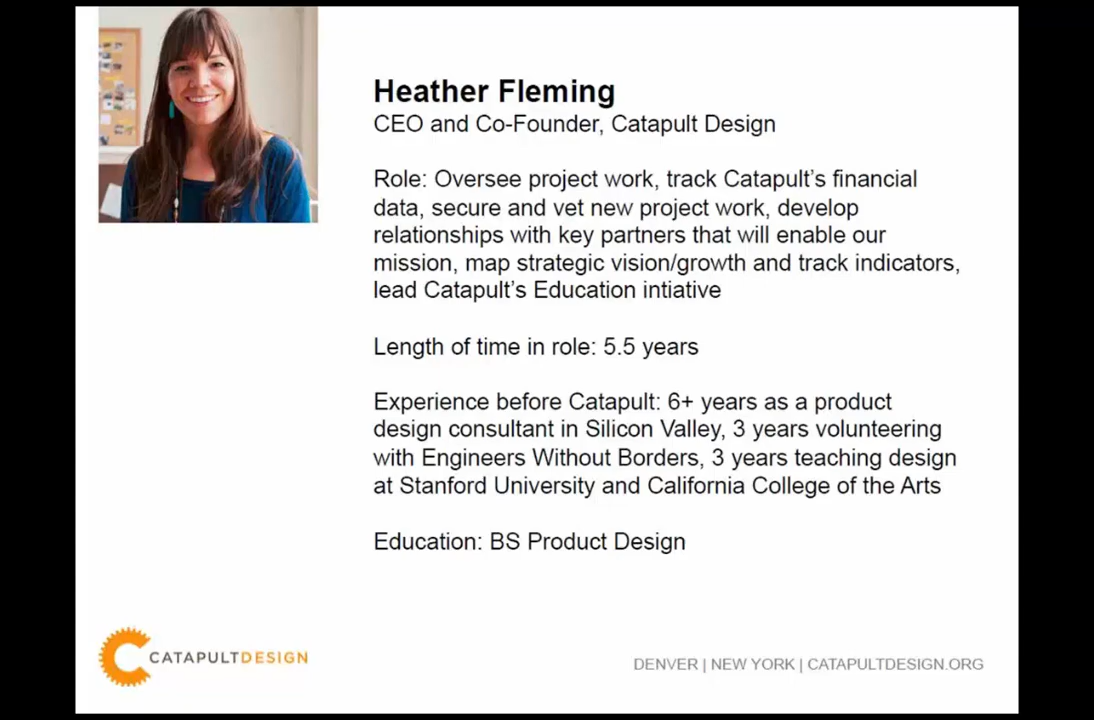 Heather Fleming
CEO and Co-Founder, Catapult Design
Role: Oversee project work, track Catapult's financial
data, secure and vet new project work, develop
relationships with key partners that will enable our
mission, map strategic vision/growth and track indicators,
lead Catapult's Education intiative
Length of time in role: 5.5 years
Experience before Catapult: 6+ years as a product
design consultant in Silicon Valley, 3 years volunteering
with Engineers Without Borders, 3 years teaching design
at Stanford University and California College of the Arts
Education: BS Product Design
CATAPULTDESIGN
DENVER | NEW YORK | CATAPULTDESIGN.ORG